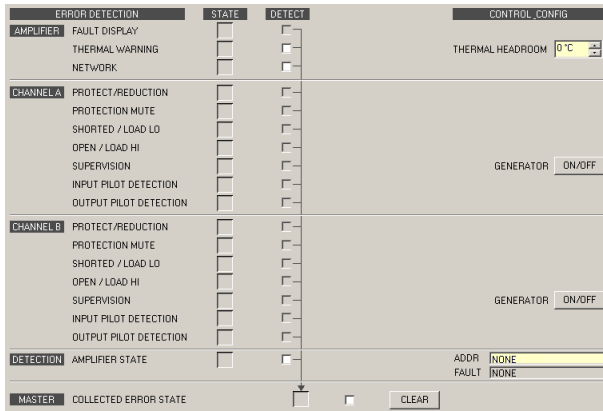 ERROR DETECTION STATE DETECT CONTROL_CONFIG
AMPLIFIER FAULT DISPLAY
THERMAL WARNING THERMAL HEADROOM 0 °C
NETWORK
CHANNEL A PROTECT/REDUCTION
PROTECTION MUTE
SHORTED / LOAD LO
OPEN / LOAD HI
SUPERVISION GENERATOR ON/OFF
INPUT PILOT DETECTION
OUTPUT PILOT DETECTION
CHANNEL B PROTECT/REDUCTION
PROTECTION MUTE
SHORTED / LOAD LO
OPEN / LOAD HI
SUPERVISION GENERATOR ON/OFF
INPUT PILOT DETECTION
OUTPUT PILOT DETECTION
DETECTION AMPLIFIER STATE ADDR NONE
FAULT NONE
MASTER COLLECTED ERROR STATE CLEAR